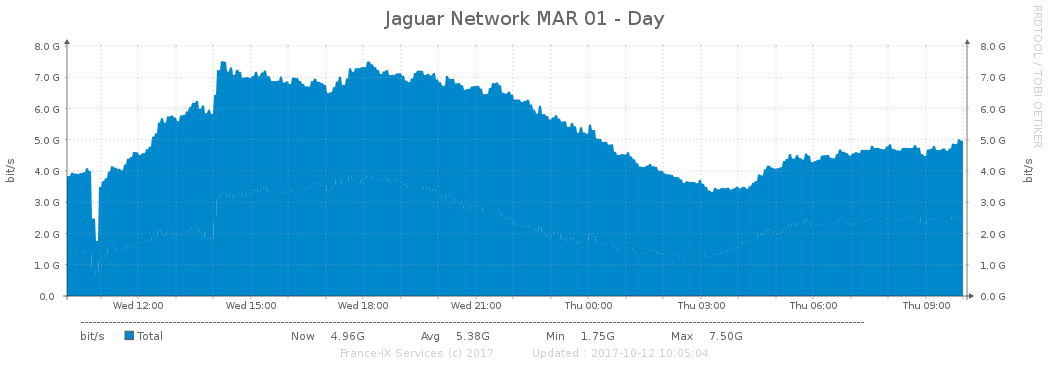 Jaguar Network MAR 01 - Day
RRDTOOL / TOBI OETIKER
bit/s
8.0 G
7.0 G
6.0 G
5.0 G
4.0 G
3.0 G
2.0 G
1.0 G
0.0
8.0 G
7.0 G
6.0 G
5.0 G
4.0 G
3.0 G
2.0 G
1.0 G
0.0 G
bit/s
Wed 12:00 Wed 15:00 Wed 18:00 Wed 21:00 Thu 00:00 Thu 03:00 Thu 06:00 Thu 09:00
bit/s Total Now 4.96G Avg 5.38G Min 1.75G Max 7.50G
France-IX Services (c) 2017 Updated : 2017-10-12 10:05:04